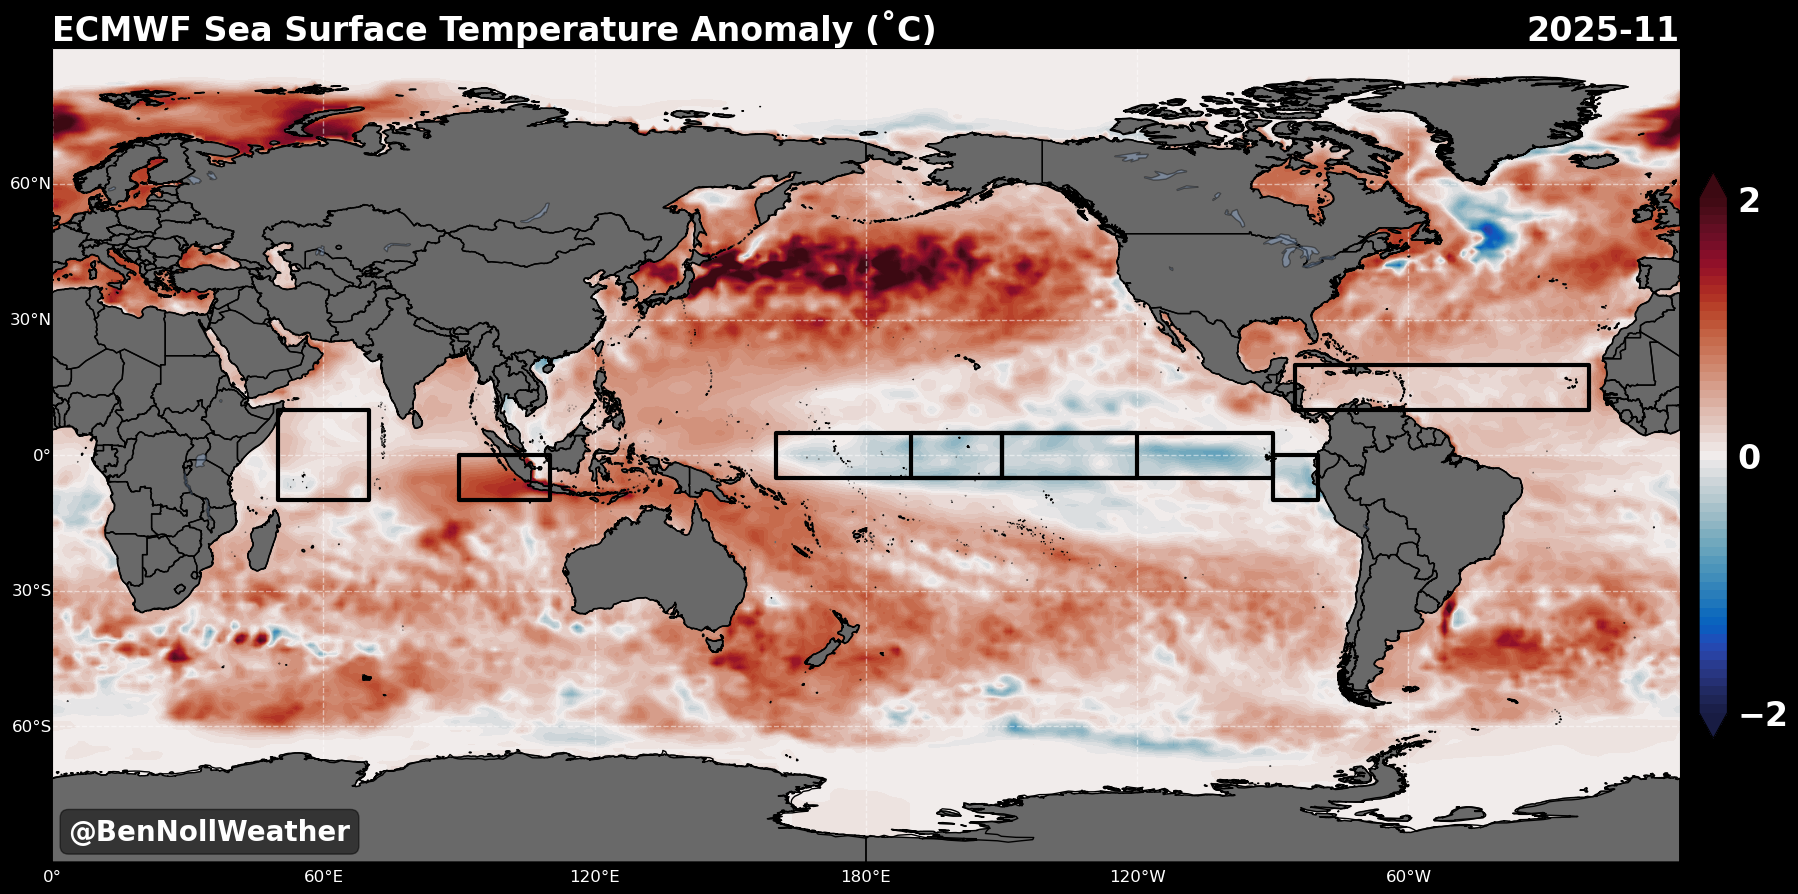 ECMWF Sea Surface Temperature Anomaly (˚C)
2025-11
60°N
30°N
0°
30°S
60°S
2
0
−2
@BenNollWeather
0°
60°E
120°E
180°E
120°W
60°W